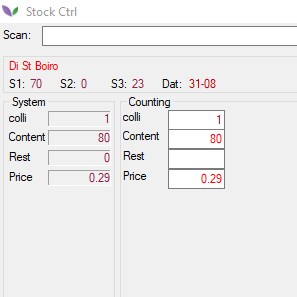 Stock Ctrl
Scan:
Di St Boiro
S1: 70 S2: 0 S3: 23 Dat: 31-08
System Counting
colli 1 colli 1
Content 80 Content 80
Rest 0 Rest
Price 0.29 Price 0.29